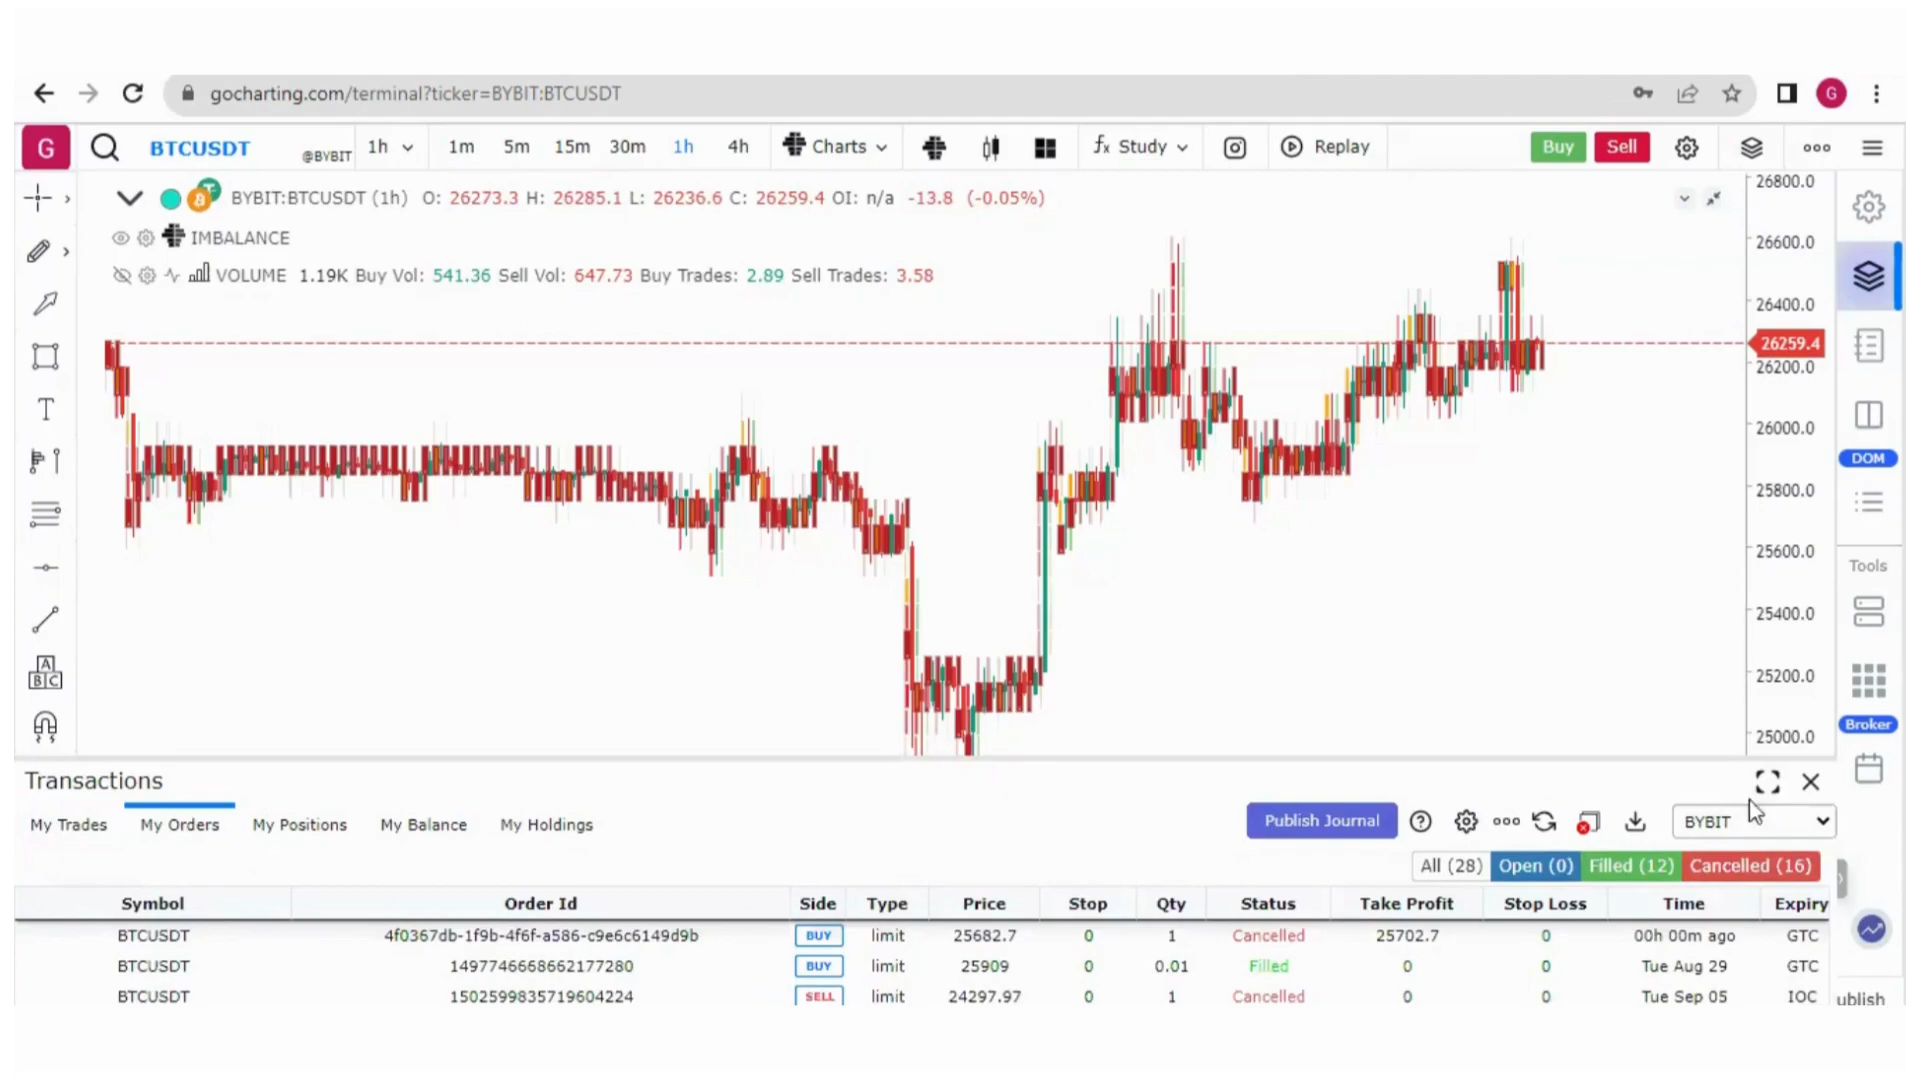 gocharting.com/terminal?ticker=BYBIT:BTCUSDT
G
G BTCUSDT @BYBIT 1h 1m 5m 15m 30m 1h 4h Charts fx Study Replay Buy Sell
BYBIT:BTCUSDT (1h) O: 26273.3 H: 26285.1 L: 26236.6 C: 26259.4 OI: n/a -13.8 (-0.05%)
IMBALANCE
VOLUME 1.19K Buy Vol: 541.36 Sell Vol: 647.73 Buy Trades: 2.89 Sell Trades: 3.58
26800.0
26600.0
26400.0
26259.4
26200.0
26000.0
25800.0
25600.0
25400.0
25200.0
25000.0
T
A
B C
DOM
Tools
Broker
Transactions
My Trades My Orders My Positions My Balance My Holdings Publish Journal BYBIT
All (28) Open (0) Filled (12) Cancelled (16)
Symbol Order Id Side Type Price Stop Qty Status Take Profit Stop Loss Time Expiry
BTCUSDT 4f0367db-1f9b-4f6f-a586-c9e6c6149d9b BUY limit 25682.7 0 1 Cancelled 25702.7 0 00h 00m ago GTC
BTCUSDT 1497746668662177280 BUY limit 25909 0 0.01 Filled 0 0 Tue Aug 29 GTC
BTCUSDT 1502599835719604224 SELL limit 24297.97 0 1 Cancelled 0 0 Tue Sep 05 IOC
ublish